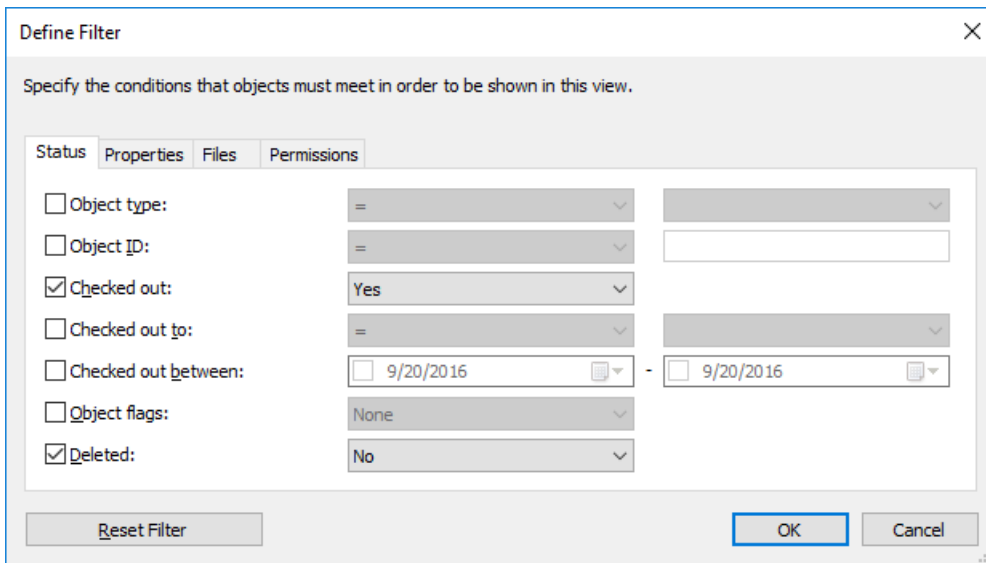 Define Filter
Specify the conditions that objects must meet in order to be shown in this view.
Status Properties Files Permissions
Object type: =
Object ID: =
Checked out: Yes
Checked out to: =
Checked out between: 9/20/2016 - 9/20/2016
Object flags: None
Deleted: No
Reset Filter OK Cancel